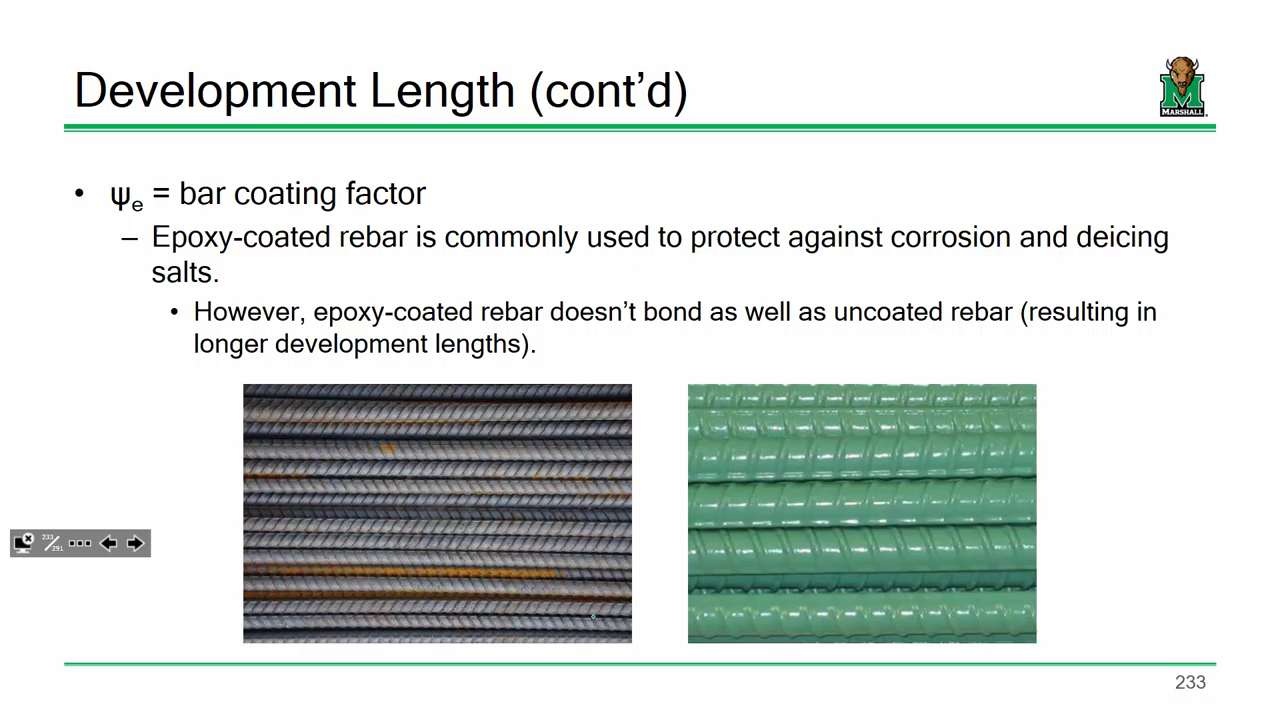 Development Length (cont’d)
MARSHALL
• ψe = bar coating factor
– Epoxy-coated rebar is commonly used to protect against corrosion and deicing
salts.
• However, epoxy-coated rebar doesn’t bond as well as uncoated rebar (resulting in
longer development lengths).
233/291
233